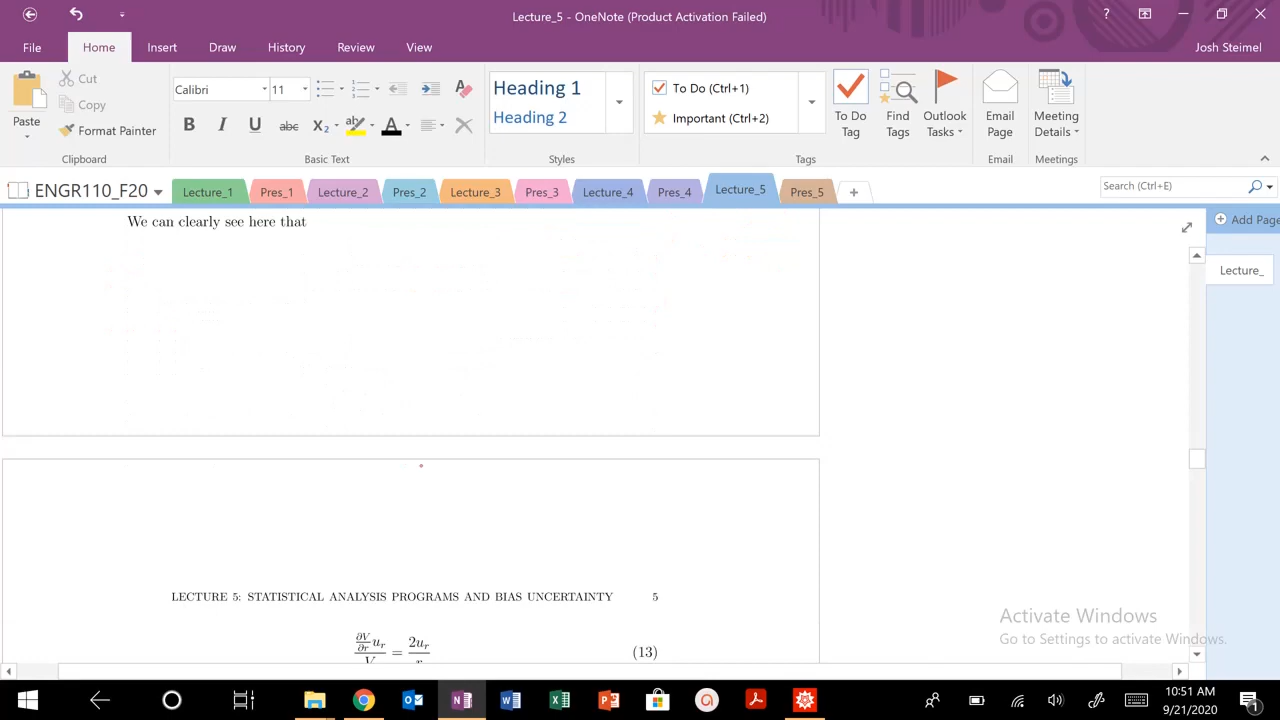 Lecture_5 - OneNote (Product Activation Failed)
File Home Insert Draw History Review View
Josh Steimel
Paste
Cut
Copy
Format Painter
Clipboard
Calibri 11
B I U abc X₂ ab A
Basic Text
Heading 1
Heading 2
Styles
To Do (Ctrl+1)
Important (Ctrl+2)
Tags
To Do Tag
Find Tags
Outlook Tasks
Email Page
Email
Meeting Details
Meetings
ENGR110_F20
Lecture_1 Pres_1 Lecture_2 Pres_2 Lecture_3 Pres_3 Lecture_4 Pres_4 Lecture_5 Pres_5
Search (Ctrl+E)
Add Page
Lecture_
We can clearly see here that
LECTURE 5: STATISTICAL ANALYSIS PROGRAMS AND BIAS UNCERTAINTY 5
∂V/∂r uᵣ / V = 2uᵣ / r (13)
Activate Windows
Go to Settings to activate Windows.
10:51 AM
9/21/2020